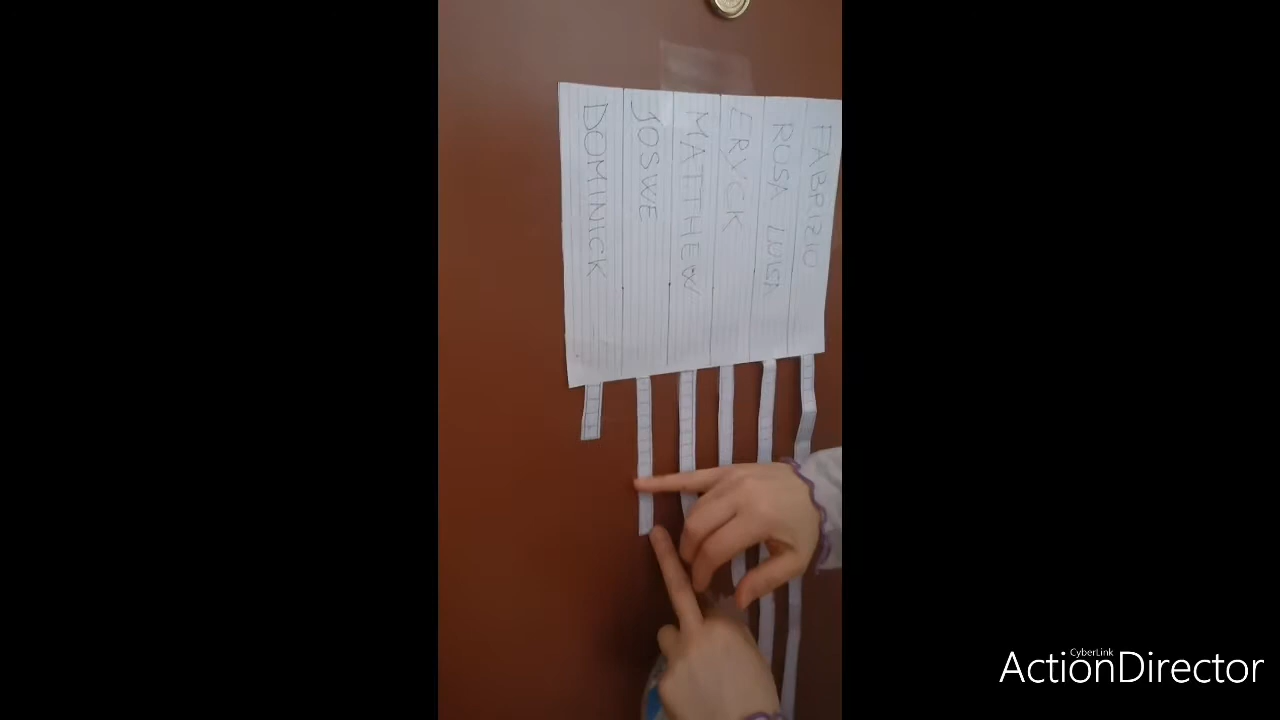 FABRIZIO
ROSA LUISA
ERYCK
MATTHEW
JOSWE
DOMINICK
CyberLink
ActionDirector